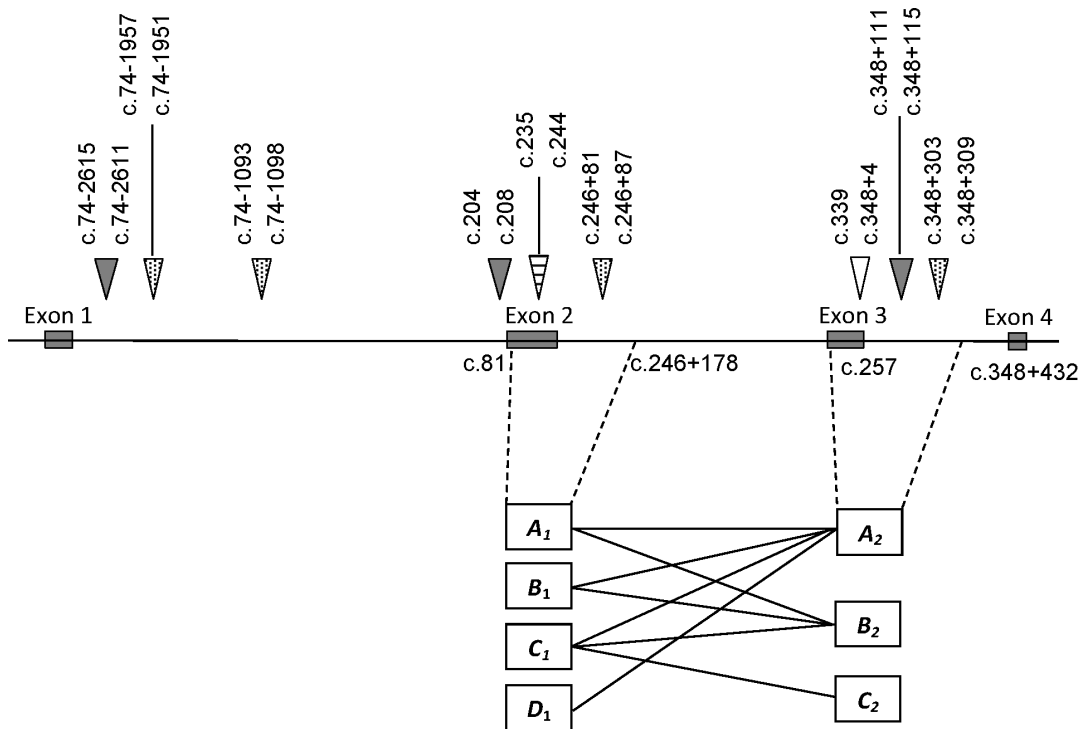 c.74-1957
c.74-1951
c.348+111
c.348+115
c.74-2615
c.74-2611
c.74-1093
c.74-1098
c.204
c.208
c.235
c.244
c.246+81
c.246+87
c.339
c.348+4
c.348+303
c.348+309
Exon 1
Exon 2
Exon 3
Exon 4
c.81
c.246+178
c.257
c.348+432
A1
A2
B1
B2
C1
C2
D1